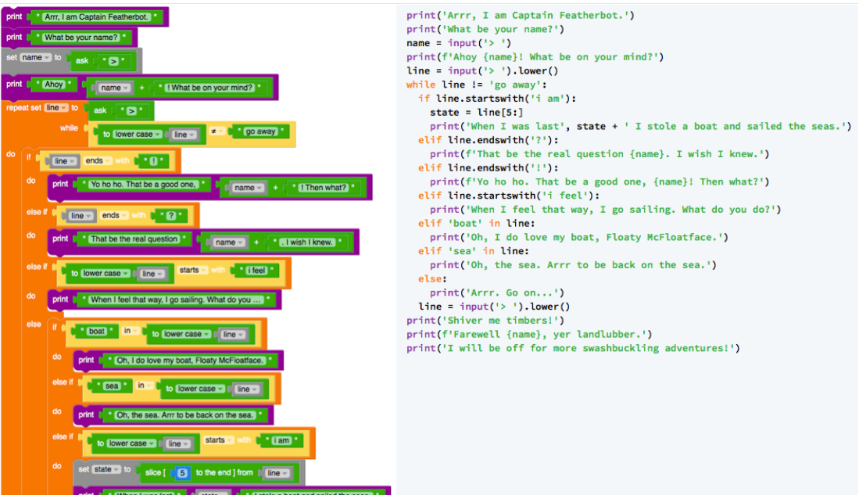 print " Arrr, I am Captain Featherbot. "
print " What be your name? "
set name to ask " > "
print " Ahoy " name + " ! What be on your mind? "
repeat set line to ask " > "
while to lower case line ≠ " go away "
do if line ends with " ! "
do print " Yo ho ho. That be a good one, " name + " ! Then what? "
else if line ends with " ? "
do print " That be the real question " name + " . I wish I knew. "
else if to lower case line starts with " i feel "
do print " When I feel that way, I go sailing. What do you ... "
else if " boat " in to lower case line
do print " Oh, I do love my boat, Floaty McFloatface. "
else if " sea " in to lower case line
do print " Oh, the sea. Arrr to be back on the sea. "
else if to lower case line starts with " i am "
do set state to slice [ 5 to the end ] from line
print('Arrr, I am Captain Featherbot.')
print('What be your name?')
name = input('> ')
print(f'Ahoy {name}! What be on your mind?')
line = input('> ').lower()
while line != 'go away':
if line.startswith('i am'):
state = line[5:]
print('When I was last', state + ' I stole a boat and sailed the seas.')
elif line.endswith('?'):
print(f'That be the real question {name}. I wish I knew.')
elif line.endswith('!'):
print(f'Yo ho ho. That be a good one, {name}! Then what?')
elif line.startswith('i feel'):
print('When I feel that way, I go sailing. What do you do?')
elif 'boat' in line:
print('Oh, I do love my boat, Floaty McFloatface.')
elif 'sea' in line:
print('Oh, the sea. Arrr to be back on the sea.')
else:
print('Arrr. Go on...')
line = input('> ').lower()
print('Shiver me timbers!')
print(f'Farewell {name}, yer landlubber.')
print('I will be off for more swashbuckling adventures!')